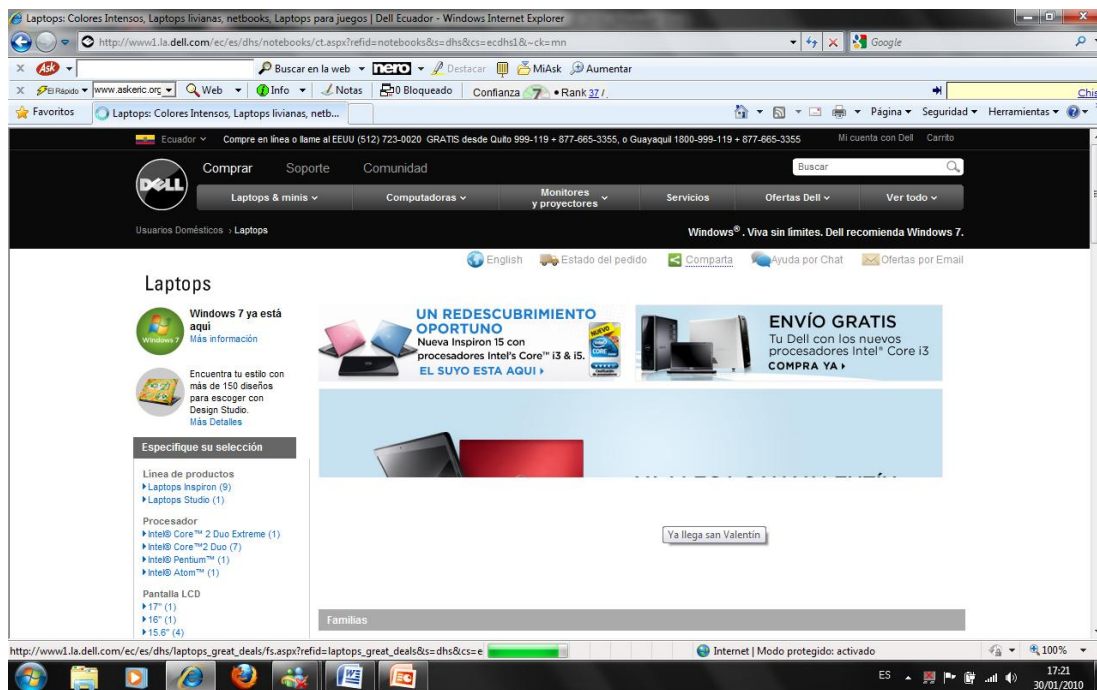 Laptops: Colores Intensos, Laptops livianas, netbooks, Laptops para juegos | Dell Ecuador - Windows Internet Explorer
http://www1.la.dell.com/ec/es/dhs/notebooks/ct.aspx?refid=notebooks&s=dhs&cs=ecdhs1&~ck=mn
Google
Ask
Buscar en la web
nero
Destacar
MiAsk
Aumentar
El Rápido
www.askeric.org
Web
Info
Notas
0 Bloqueado
Confianza 7 • Rank 37 /
Chis
Favoritos
Laptops: Colores Intensos, Laptops livianas, netb...
Página
Seguridad
Herramientas
Ecuador
Compre en línea o llame al EEUU (512) 723-0020 GRATIS desde Quito 999-119 + 877-665-3355, o Guayaquil 1800-999-119 + 877-665-3355
Mi cuenta con Dell
Carrito
DELL
Comprar
Soporte
Comunidad
Buscar
Laptops & minis
Computadoras
Monitores
y proyectores
Servicios
Ofertas Dell
Ver todo
Usuarios Domésticos › Laptops
Windows® . Viva sin límites. Dell recomienda Windows 7.
English
Estado del pedido
Comparta
Ayuda por Chat
Ofertas por Email
Laptops
Windows 7
Windows 7 ya está
aquí
Más información
Encuentra tu estilo con
más de 150 diseños
para escoger con
Design Studio.
Más Detalles
UN REDESCUBRIMIENTO
OPORTUNO
Nueva Inspiron 15 con
procesadores Intel's Core™ i3 & i5.
EL SUYO ESTA AQUI
NUEVO
ENVÍO GRATIS
Tu Dell con los
nuevos
procesadores Intel® Core i3
COMPRA YA
Especifique su selección
Línea de productos
Laptops Inspiron (9)
Laptops Studio (1)
Procesador
Intel® Core™ 2 Duo Extreme (1)
Intel® Core™2 Duo (7)
Intel® Pentium™ (1)
Intel® Atom™ (1)
Pantalla LCD
17" (1)
16" (1)
15.6" (4)
Ya llega san Valentín
Familias
http://www1.la.dell.com/ec/es/dhs/laptops_great_deals/fs.aspx?refid=laptops_great_deals&s=dhs&cs=e
Internet | Modo protegido: activado
100%
ES
17:21
30/01/2010